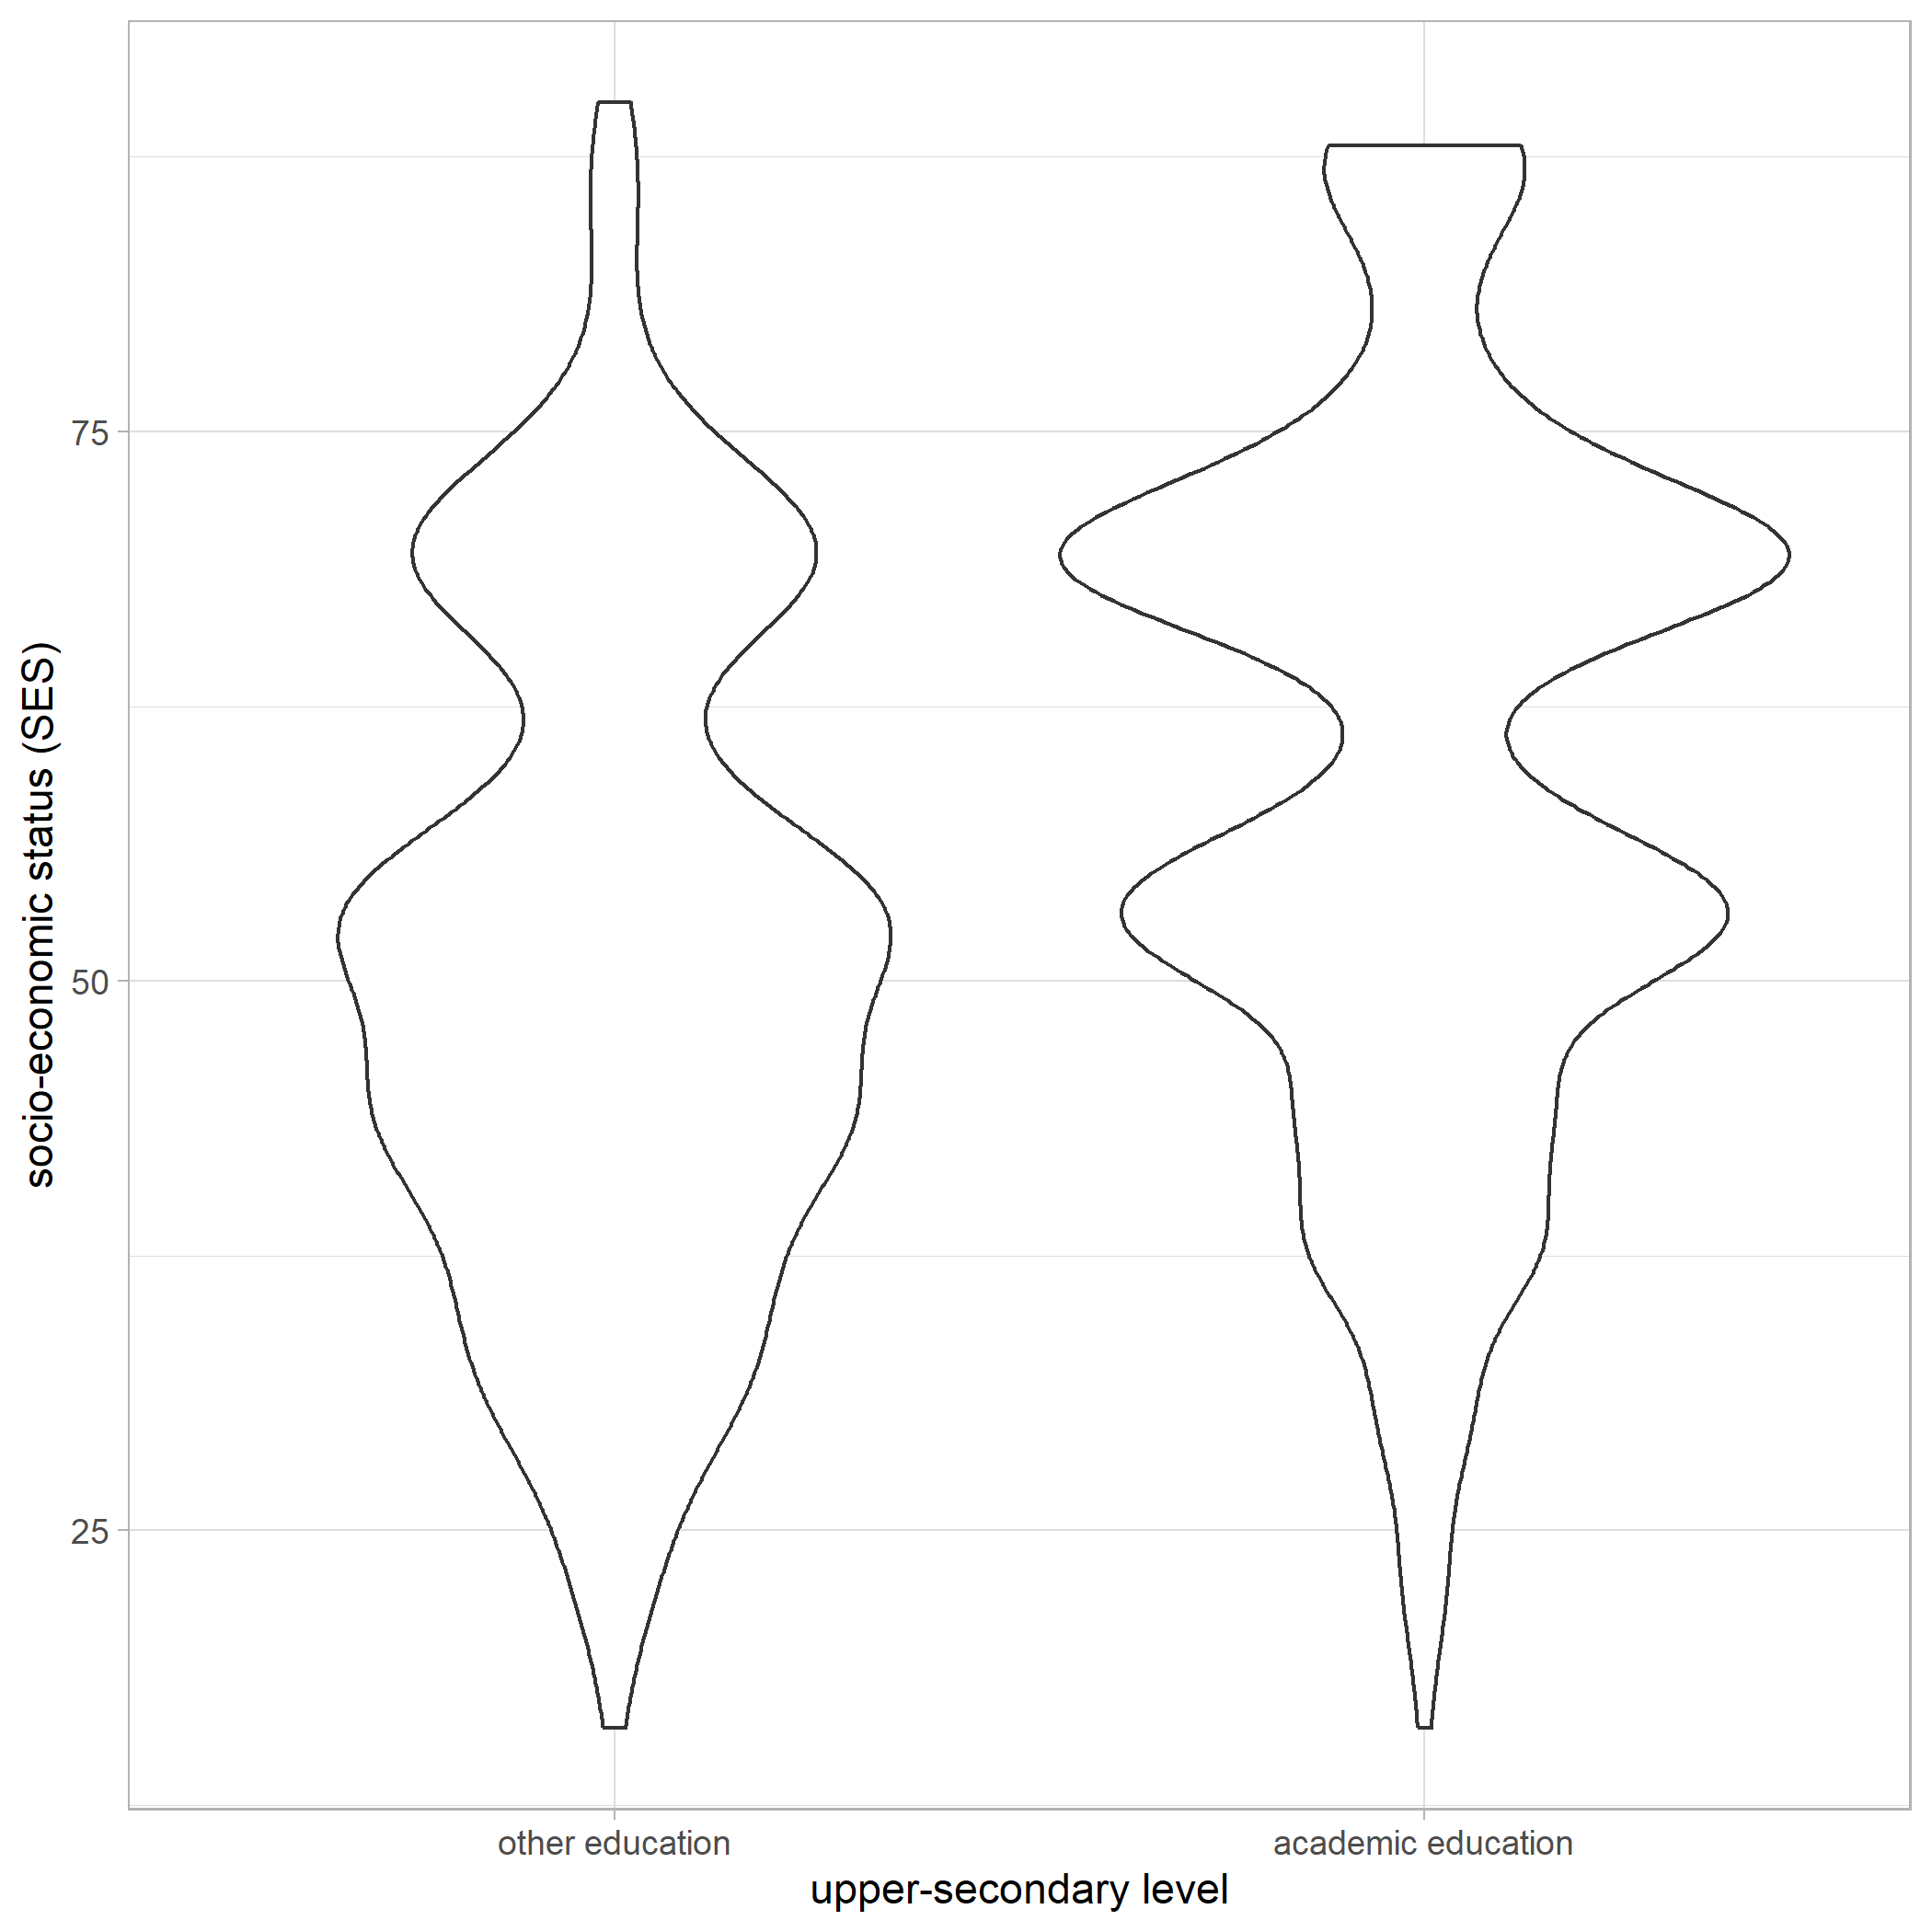 socio-economic status (SES)
75
50
25
other education
academic education
upper-secondary level